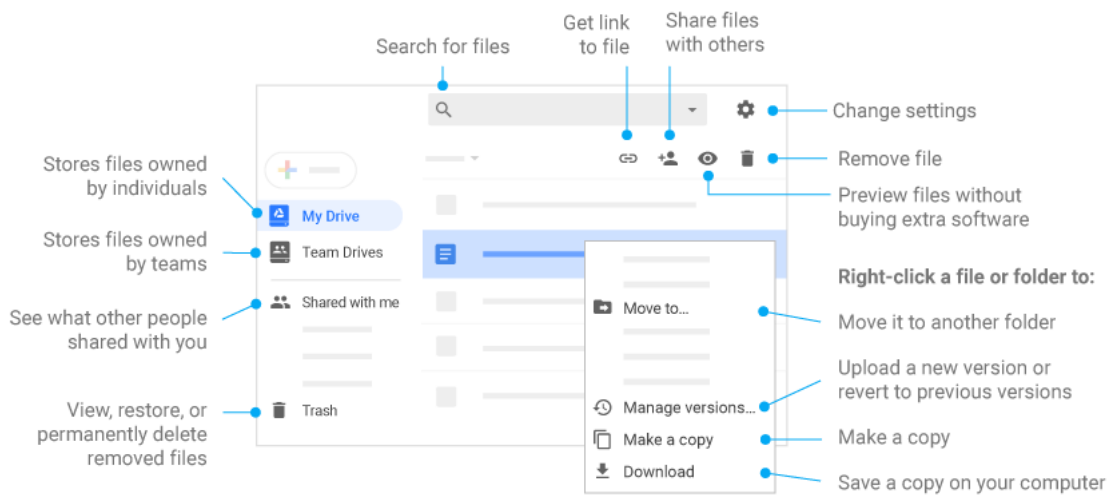 Get link
to file
Share files
with others
Search for files
Change settings
Remove file
Preview files without
buying extra software
Stores files owned
by individuals
My Drive
Stores files owned
by teams
Team Drives
See what other people
shared with you
Shared with me
View, restore, or
permanently delete
removed files
Trash
Right-click a file or folder to:
Move to...
Move it to another folder
Manage versions...
Upload a new version or
revert to previous versions
Make a copy
Make a copy
Download
Save a copy on your computer